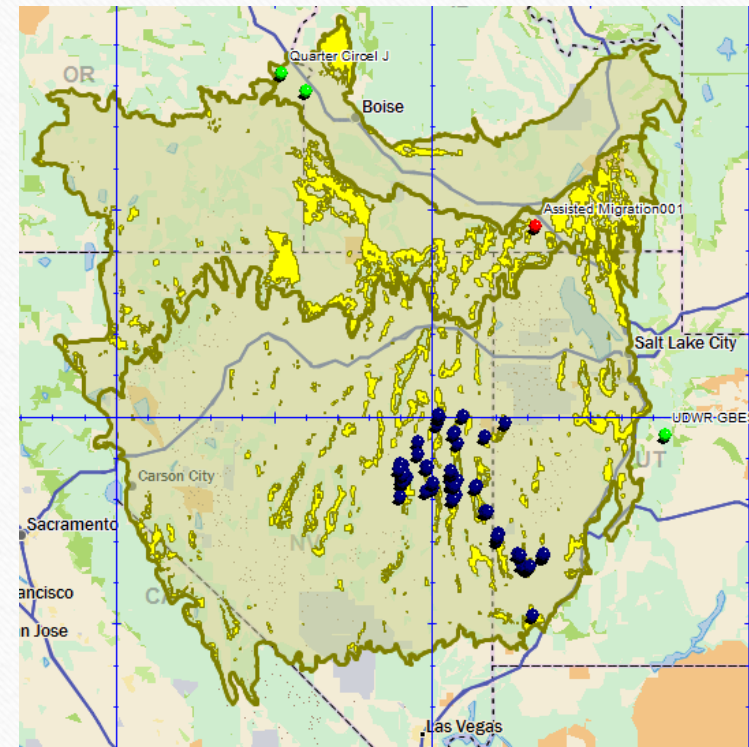 Quarter Circel J
OR
Boise
Assisted Migration001
Salt Lake City
UDWR GBE
UT
Carson City
Sacramento
NV
ancisco
CA
n Jose
Las Vegas